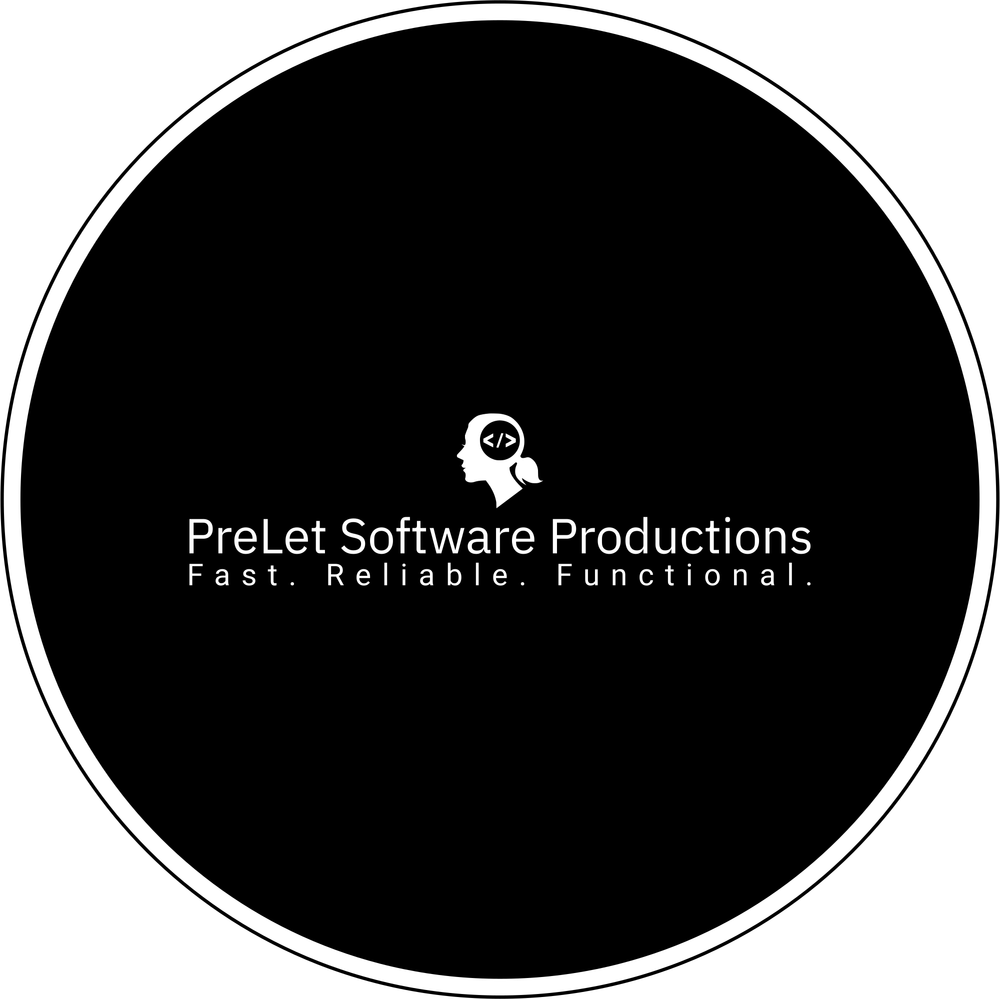 </>
PreLet Software Productions
Fast. Reliable. Functional.